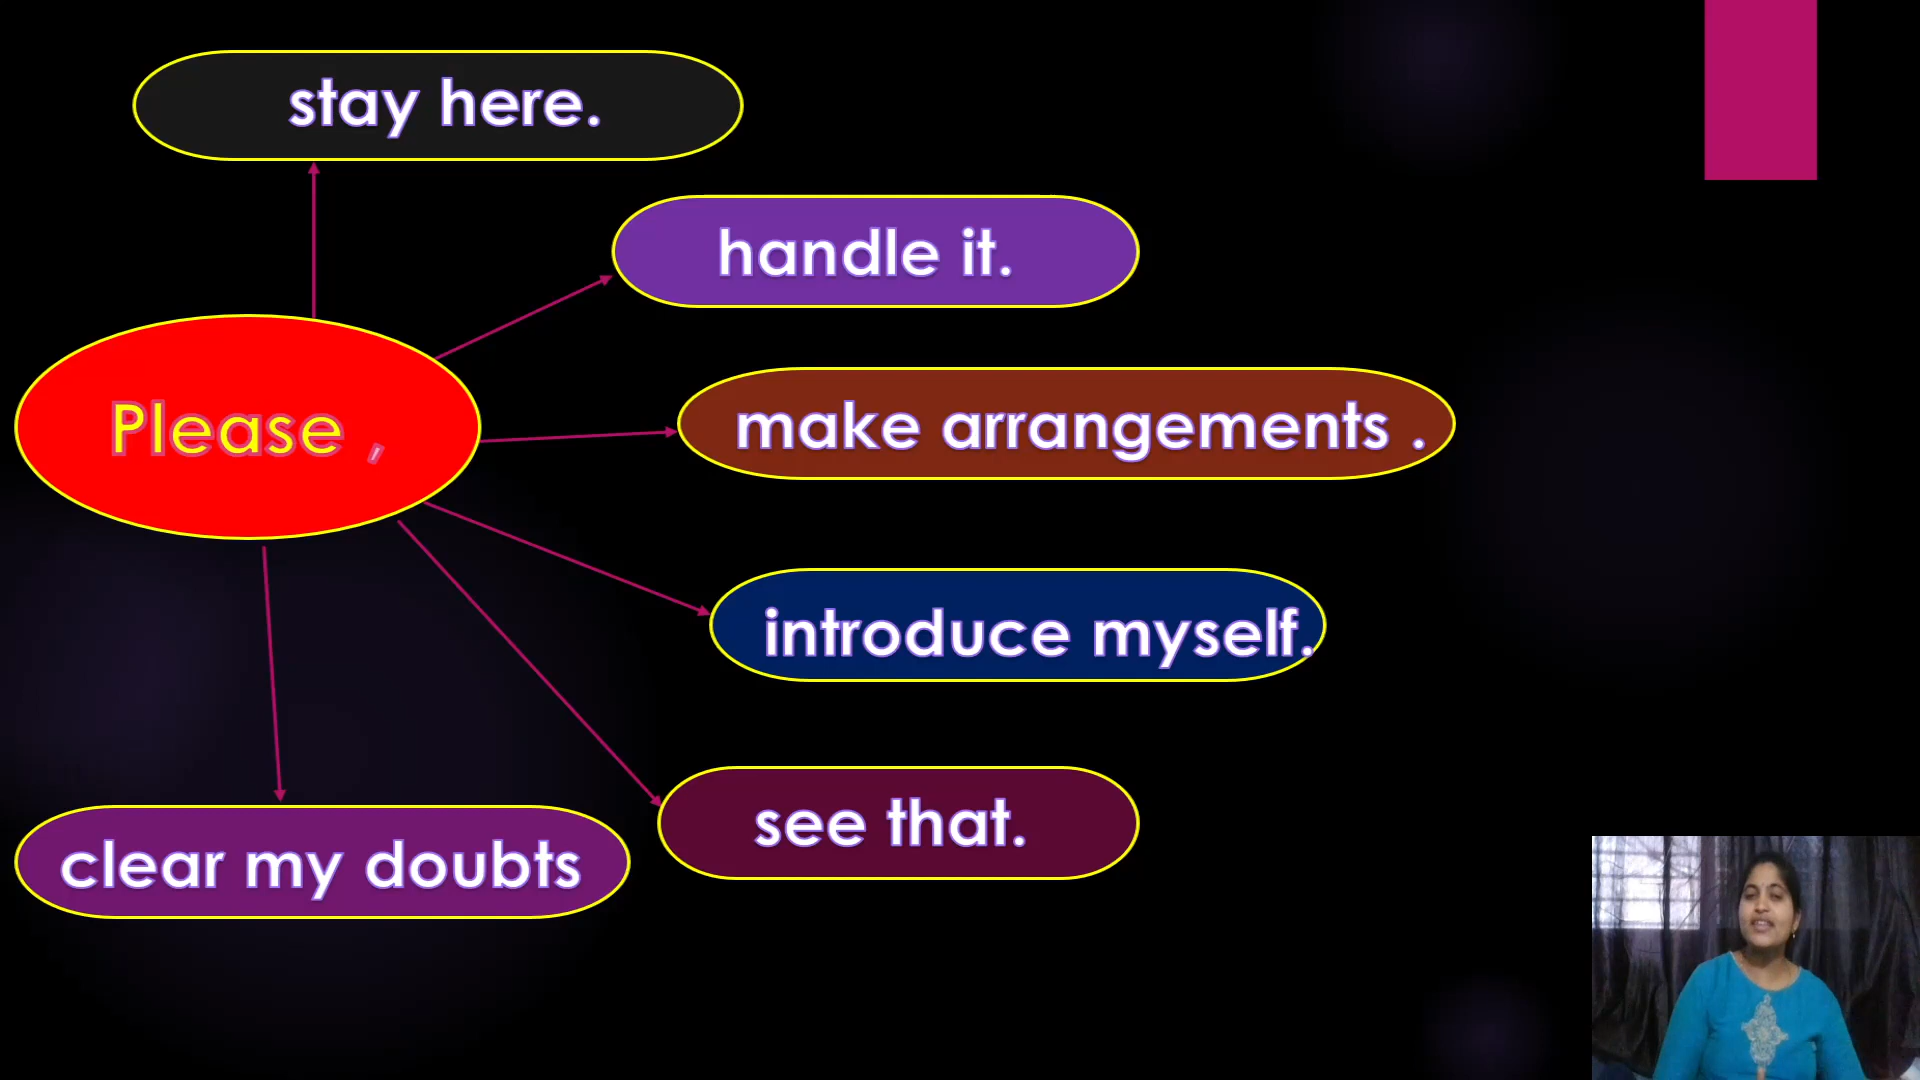 stay here.
handle it.
Please ,
make arrangements .
introduce myself.
see that.
clear my doubts